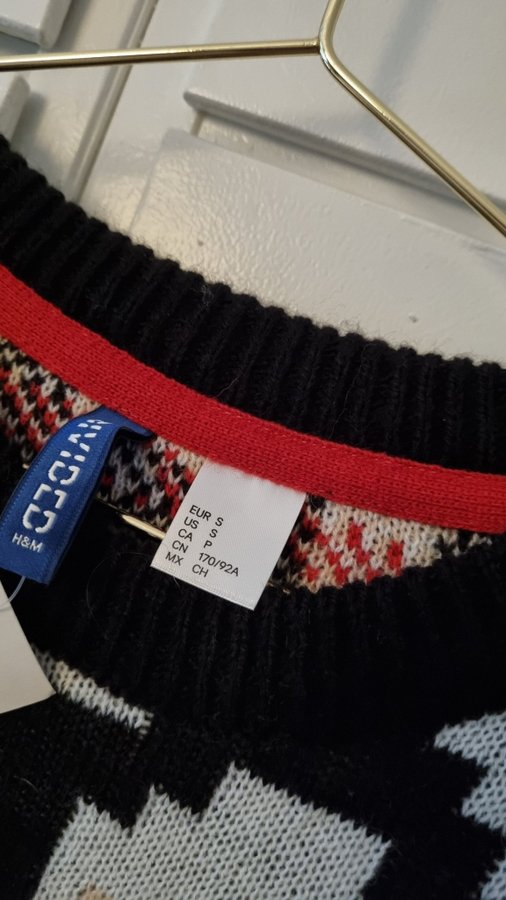 DIVIDED
H&M
EUR S
US S
CA P
CN 170/92A
MX CH